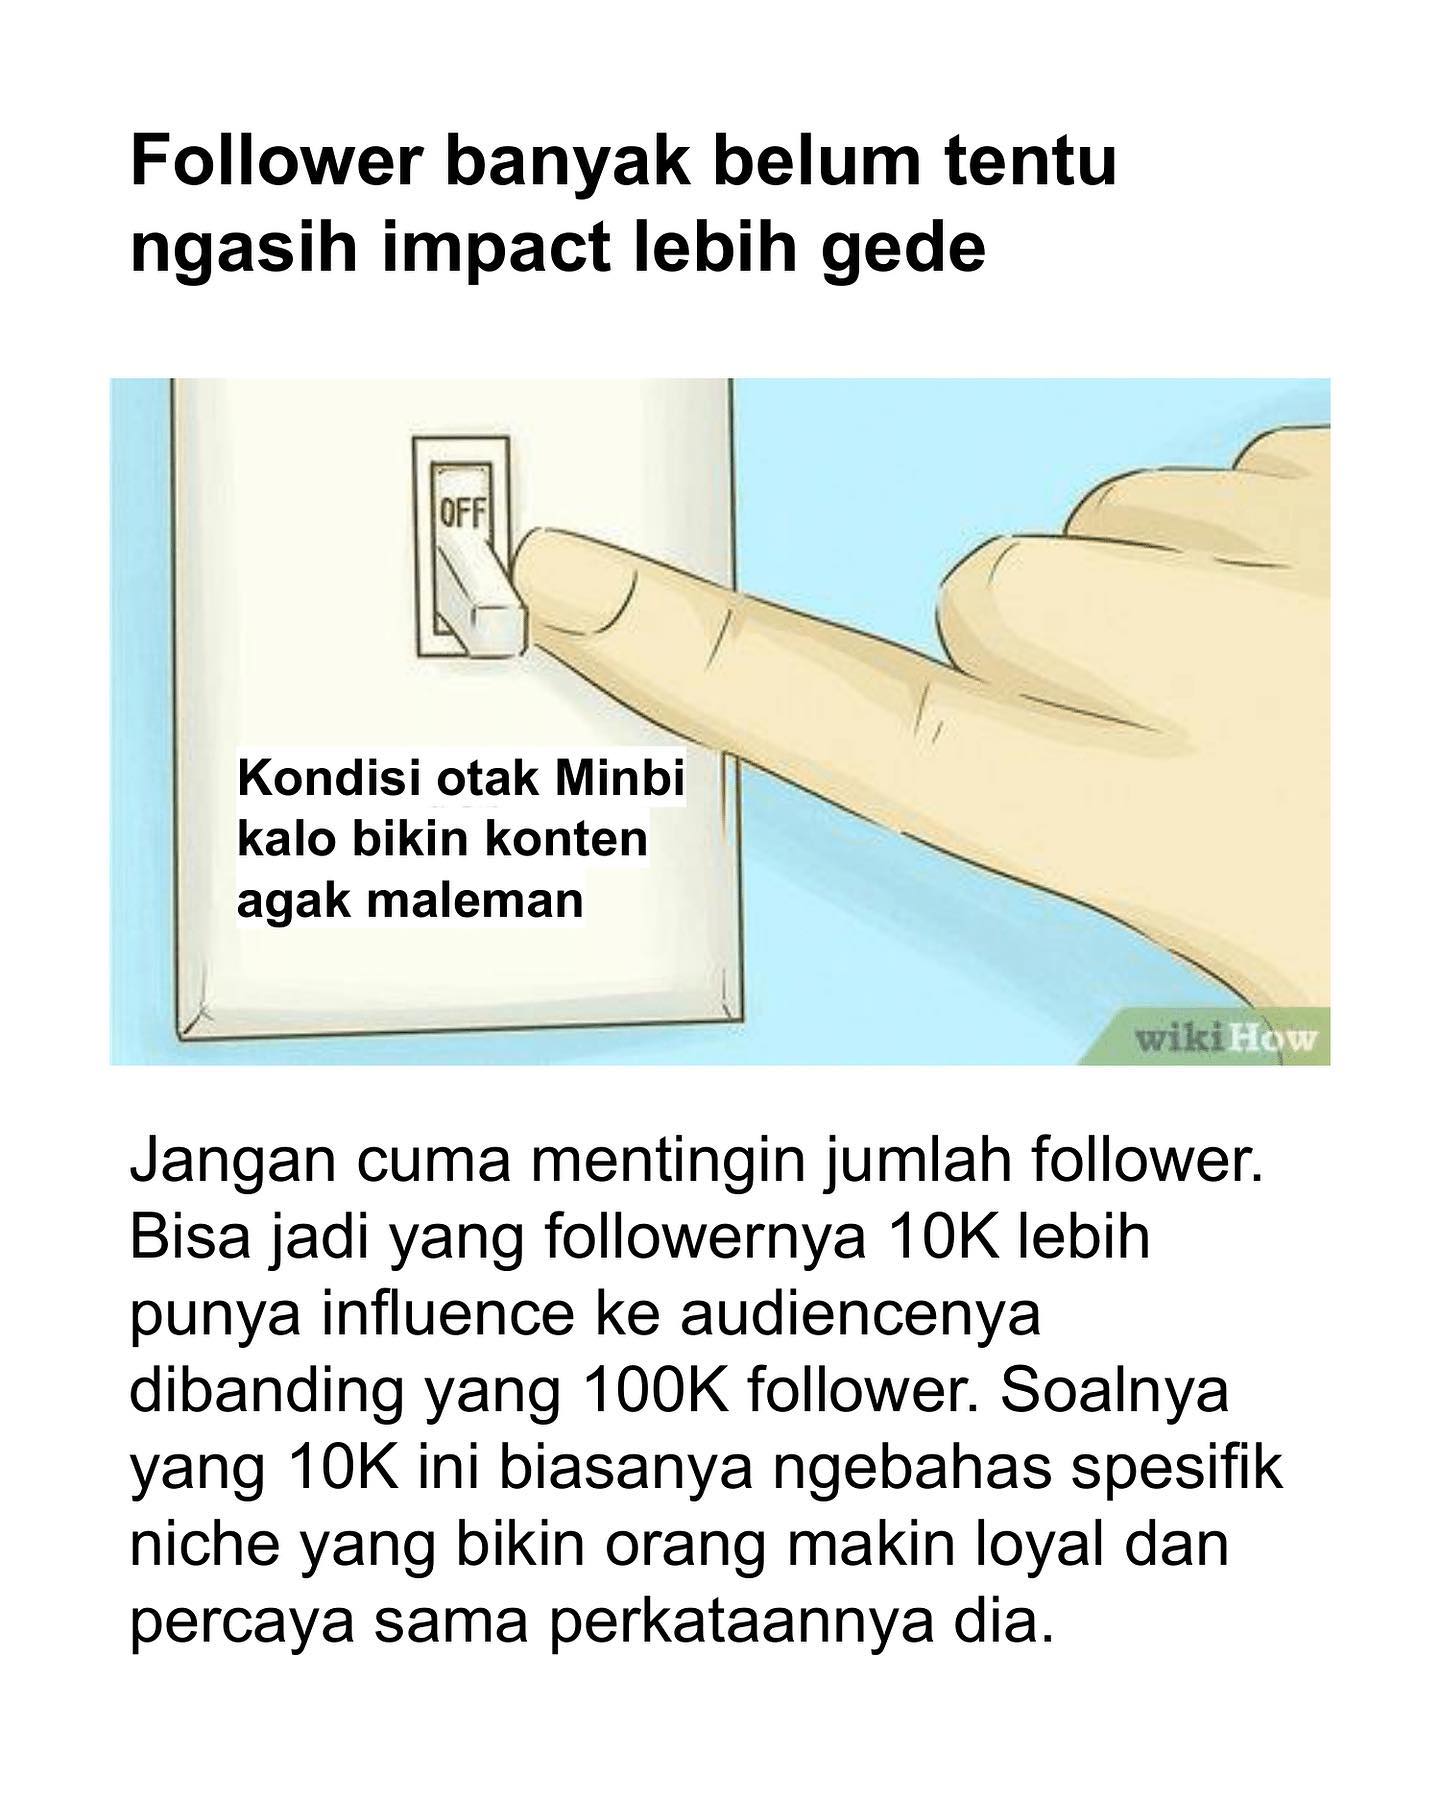 Follower banyak belum tentu
ngasih impact lebih gede
OFF
Kondisi otak Minbi
kalo bikin konten
agak maleman
wikiHow
Jangan cuma mentingin jumlah follower.
Bisa jadi yang followernya 10K lebih
punya influence ke audiencenya
dibanding yang 100K follower. Soalnya
yang 10K ini biasanya ngebahas spesifik
niche yang bikin orang makin loyal dan
percaya sama perkataannya dia.